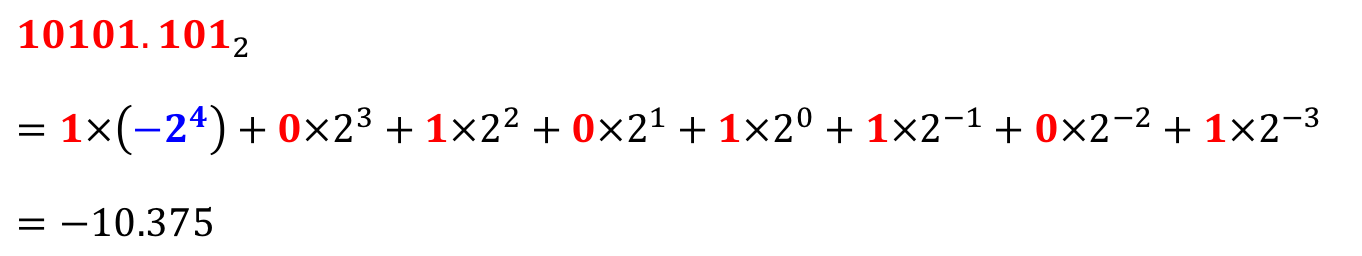 10101.101₂
= 1×(−2⁴) + 0×2³ + 1×2² + 0×2¹ + 1×2⁰ + 1×2⁻¹ + 0×2⁻² + 1×2⁻³
= −10.375